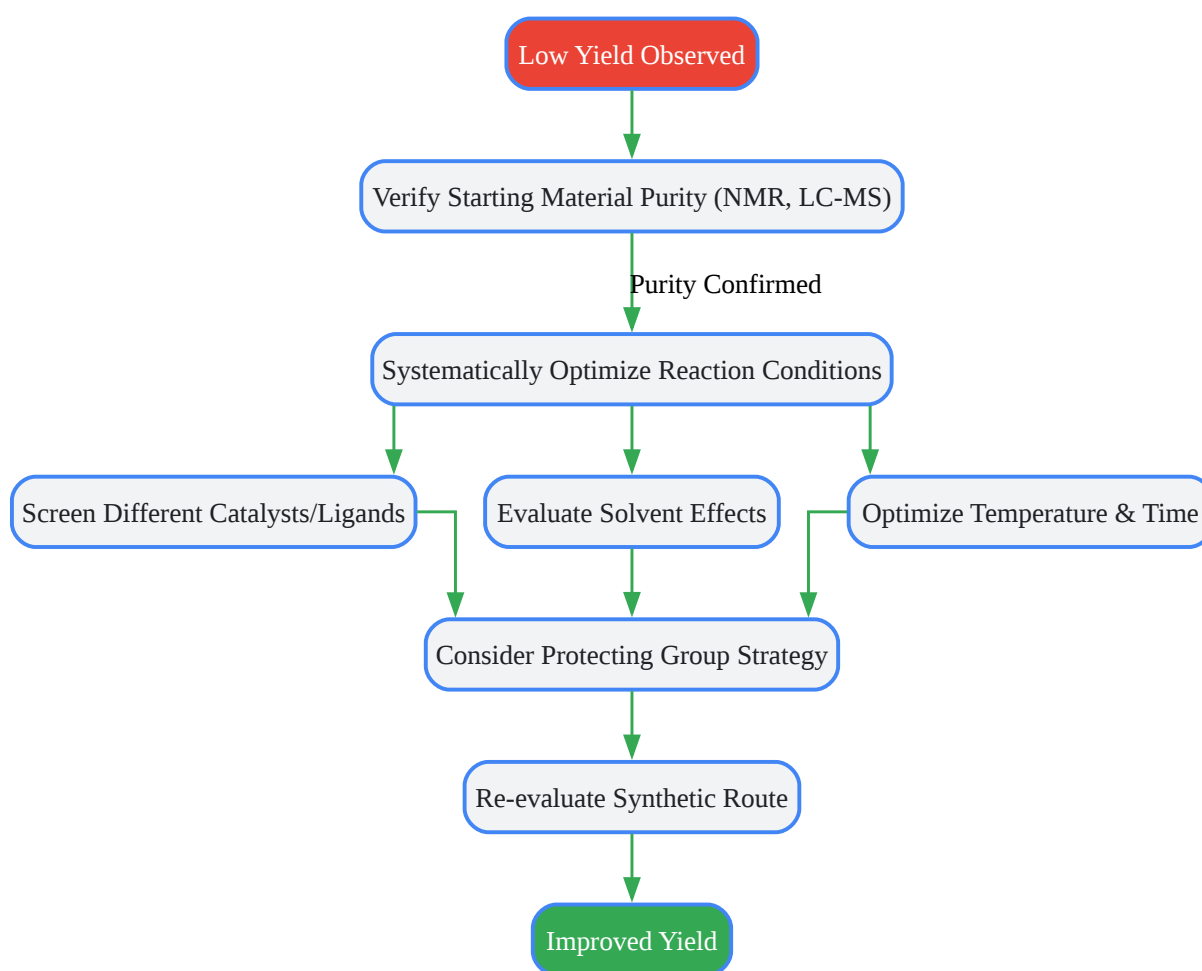 Low Yield Observed
Verify Starting Material Purity (NMR, LC-MS)
Purity Confirmed
Systematically Optimize Reaction Conditions
Screen Different Catalysts/Ligands
Evaluate Solvent Effects
Optimize Temperature & Time
Consider Protecting Group Strategy
Re-evaluate Synthetic Route
Improved Yield